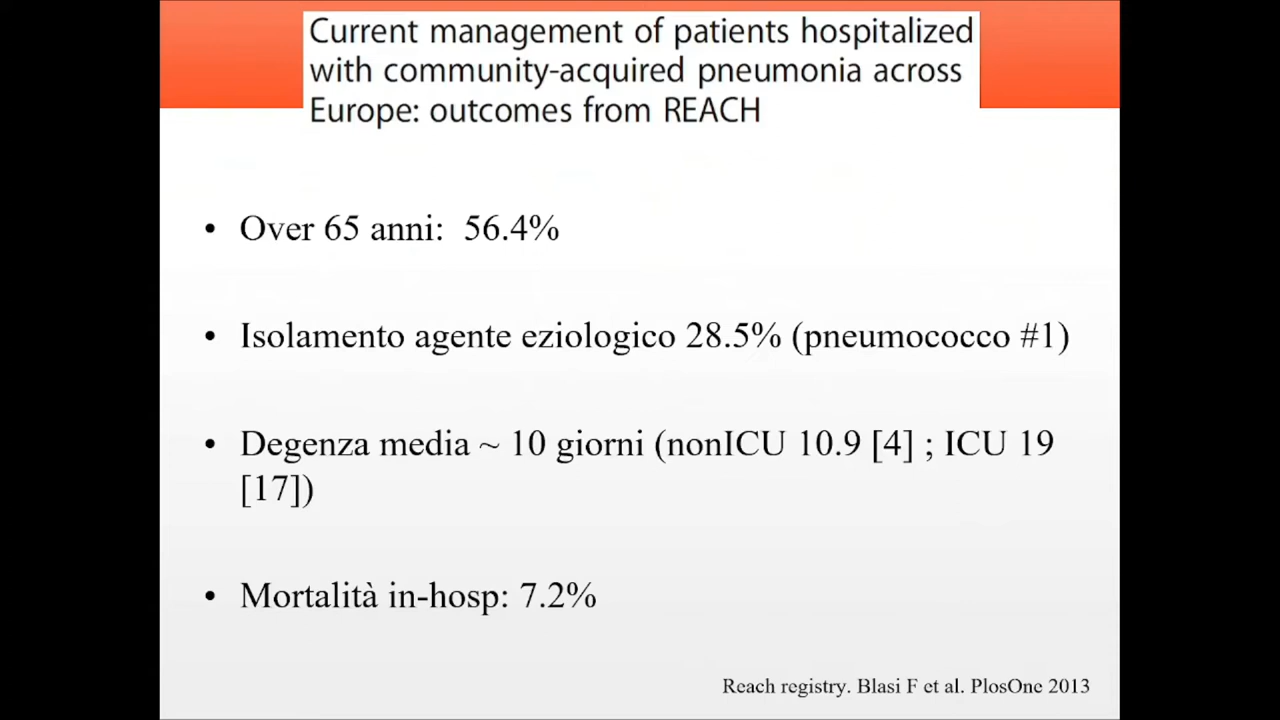 Current management of patients hospitalized
with community-acquired pneumonia across
Europe: outcomes from REACH
• Over 65 anni: 56.4%
• Isolamento agente eziologico 28.5% (pneumococco #1)
• Degenza media ~ 10 giorni (nonICU 10.9 [4] ; ICU 19
[17])
• Mortalità in-hosp: 7.2%
Reach registry. Blasi F et al. PlosOne 2013